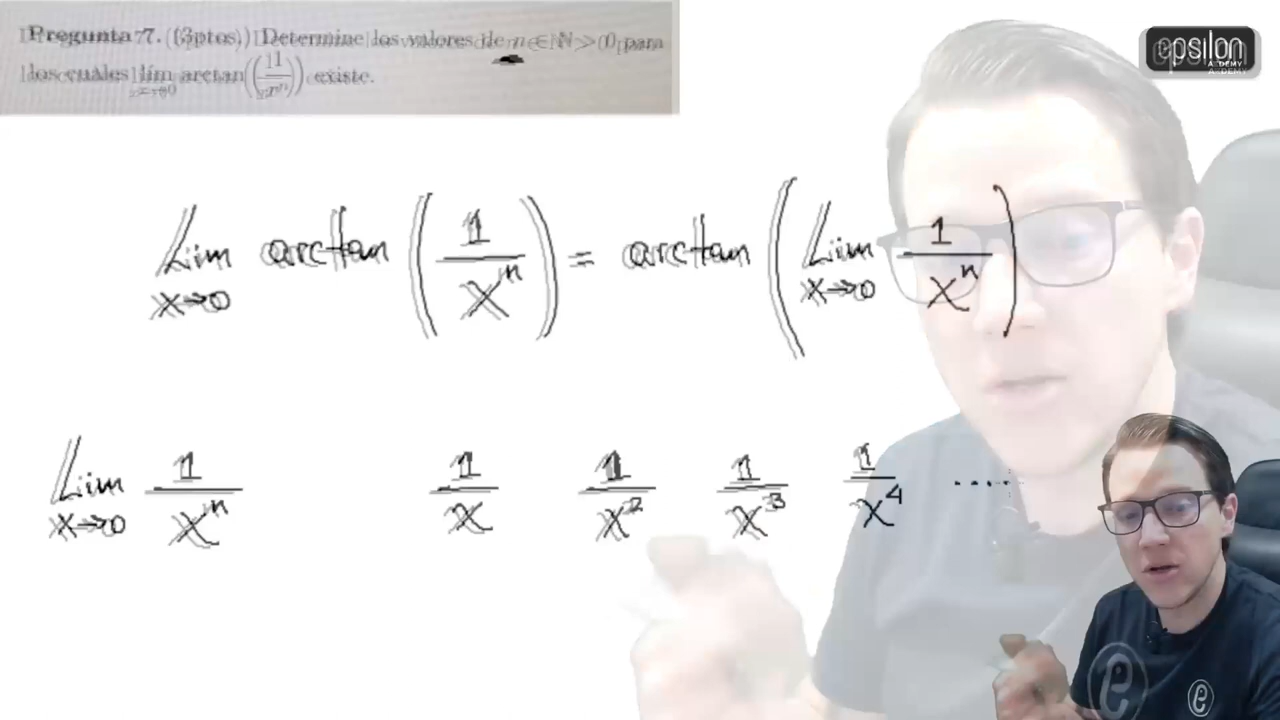 Pregunta 7. (3ptos.) Determine los valores de n ∈ N > 0 para
los cuáles lím x→0 arctan((1/xⁿ)) existe.
epsilon
ACADEMY
Lim x→0 arctan (1/xⁿ) = arctan (Lim x→0 1/xⁿ)
Lim x→0 1/xⁿ 1/x 1/x² 1/x³ 1/x⁴ ......